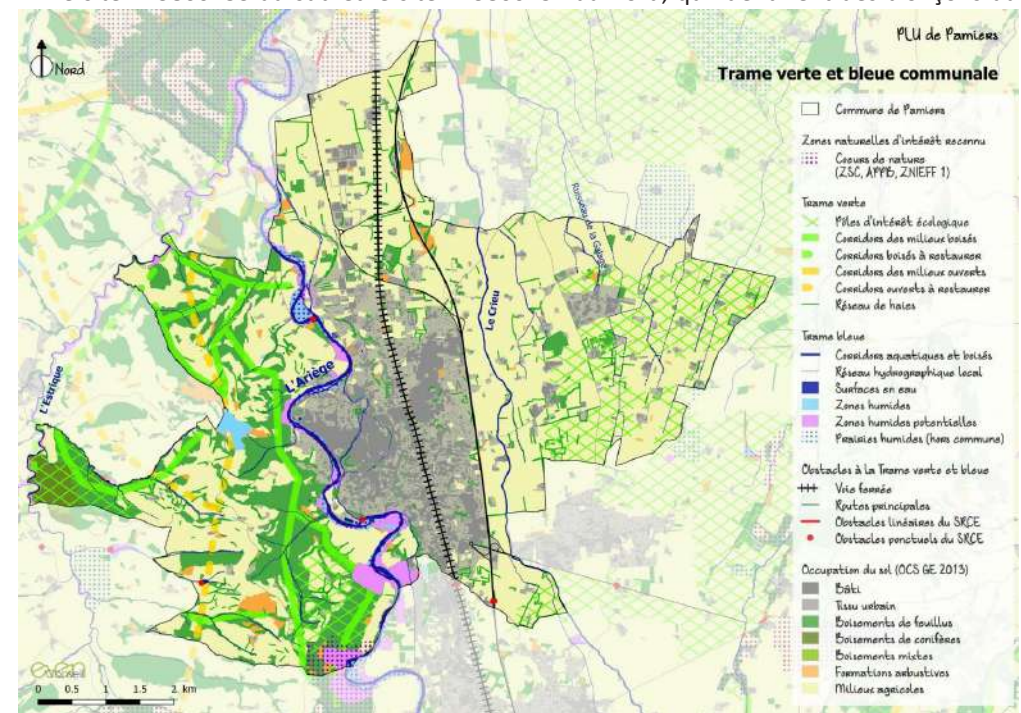 PLU de Pamiers
Trame verte et bleue communale
Nord
Commune de Pamiers
Zones naturelles d'intérêt reconnu
Coeurs de nature
(ZSC, APPB, ZNIEFF 1)
Trame verte
Pôles d'intérêt écologique
Corridors des milieux boisés
Corridors boisés à restaurer
Corridors des milieux ouverts
Corridors ouverts à restaurer
Réseau de haies
Trame bleue
Corridors aquatiques et boisés
Réseau hydrographique local
Surfaces en eau
Zones humides
Zones humides potentielles
Prairies humides (hors commune)
Obstacles à la Trame verte et bleue
Voie ferrée
Routes principales
Obstacles linéaires du SRCE
Obstacles ponctuels du SRCE
Occupation du sol (OCS GE 2013)
Bâti
Tissu urbain
Boisements de feuillus
Boisements de conifères
Boisements mixtes
Formations arbustives
Milieux agricoles
L'Estrique
L'Ariège
Le Crieu
Ruisseau de la Galage
even
conseil
0 0.5 1 1.5 2 km